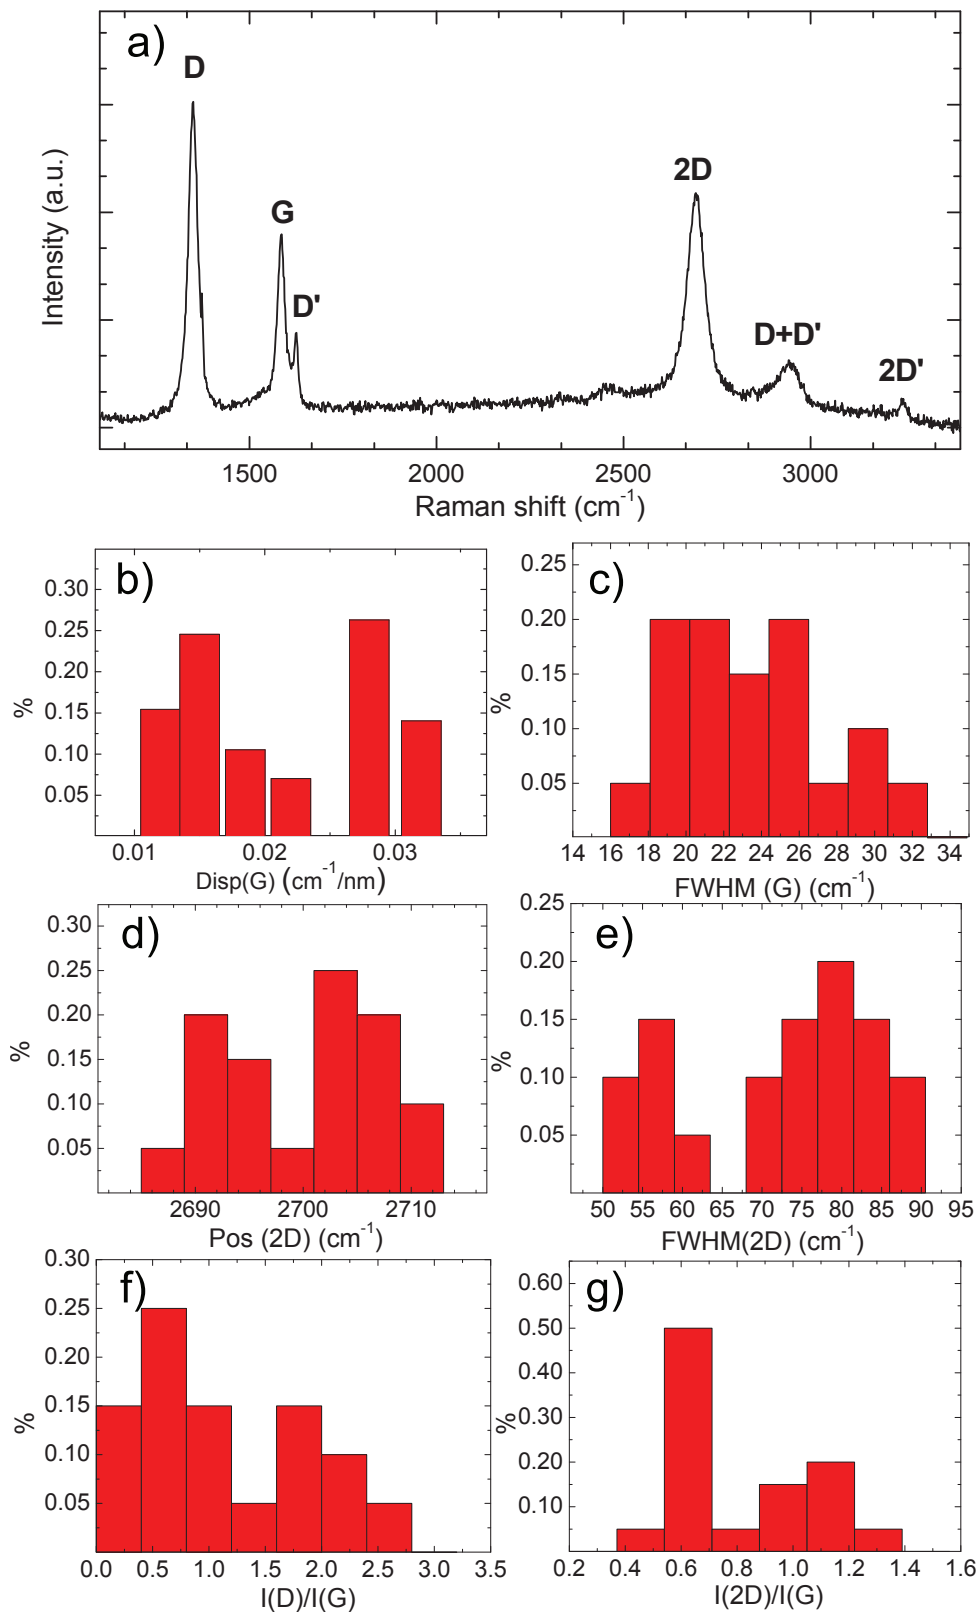 a)
D
G
D'
2D
D+D'
2D'
Intensity (a.u.)
1500 2000 2500 3000
Raman shift (cm⁻¹)
b)
0.30
0.25
0.20
0.15
0.10
0.05
%
0.01 0.02 0.03
Disp(G) (cm⁻¹/nm)
c)
0.25
0.20
0.15
0.10
0.05
%
14 16 18 20 22 24 26 28 30 32 34
FWHM (G) (cm⁻¹)
d)
0.30
0.25
0.20
0.15
0.10
0.05
%
2690 2700 2710
Pos (2D) (cm⁻¹)
e)
0.25
0.20
0.15
0.10
0.05
%
50 55 60 65 70 75 80 85 90 95
FWHM(2D) (cm⁻¹)
f)
0.30
0.25
0.20
0.15
0.10
0.05
%
0.0 0.5 1.0 1.5 2.0 2.5 3.0 3.5
I(D)/I(G)
g)
0.60
0.50
0.40
0.30
0.20
0.10
%
0.2 0.4 0.6 0.8 1.0 1.2 1.4 1.6
I(2D)/I(G)